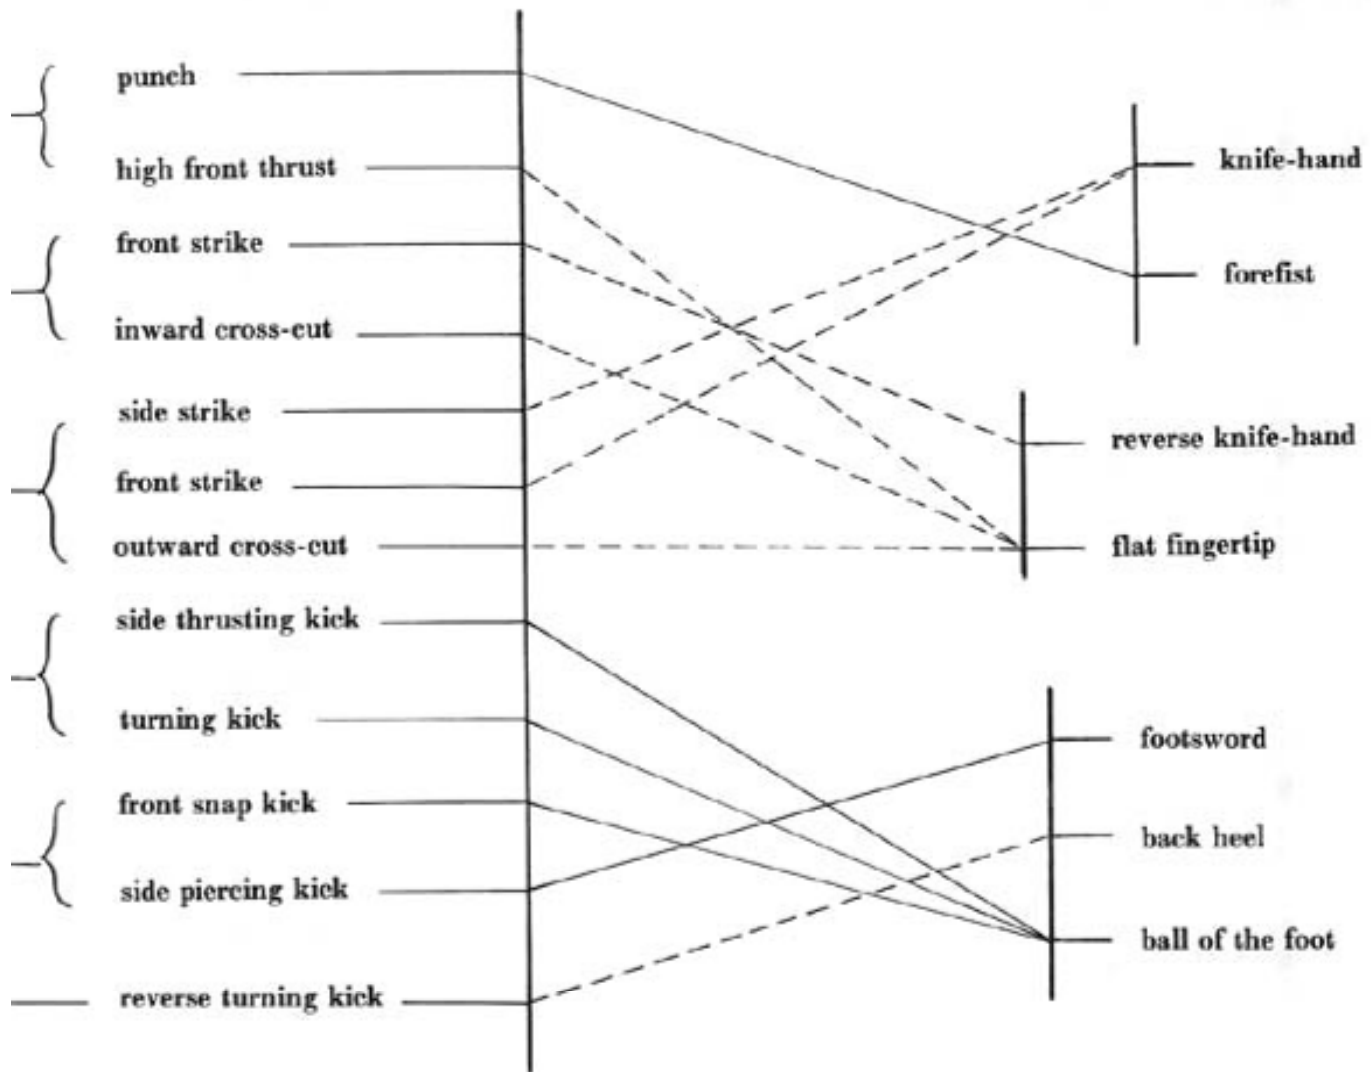 punch
high front thrust
front strike
inward cross-cut
side strike
front strike
outward cross-cut
side thrusting kick
turning kick
front snap kick
side piercing kick
reverse turning kick
knife-hand
forefist
reverse knife-hand
flat fingertip
footsword
back heel
ball of the foot